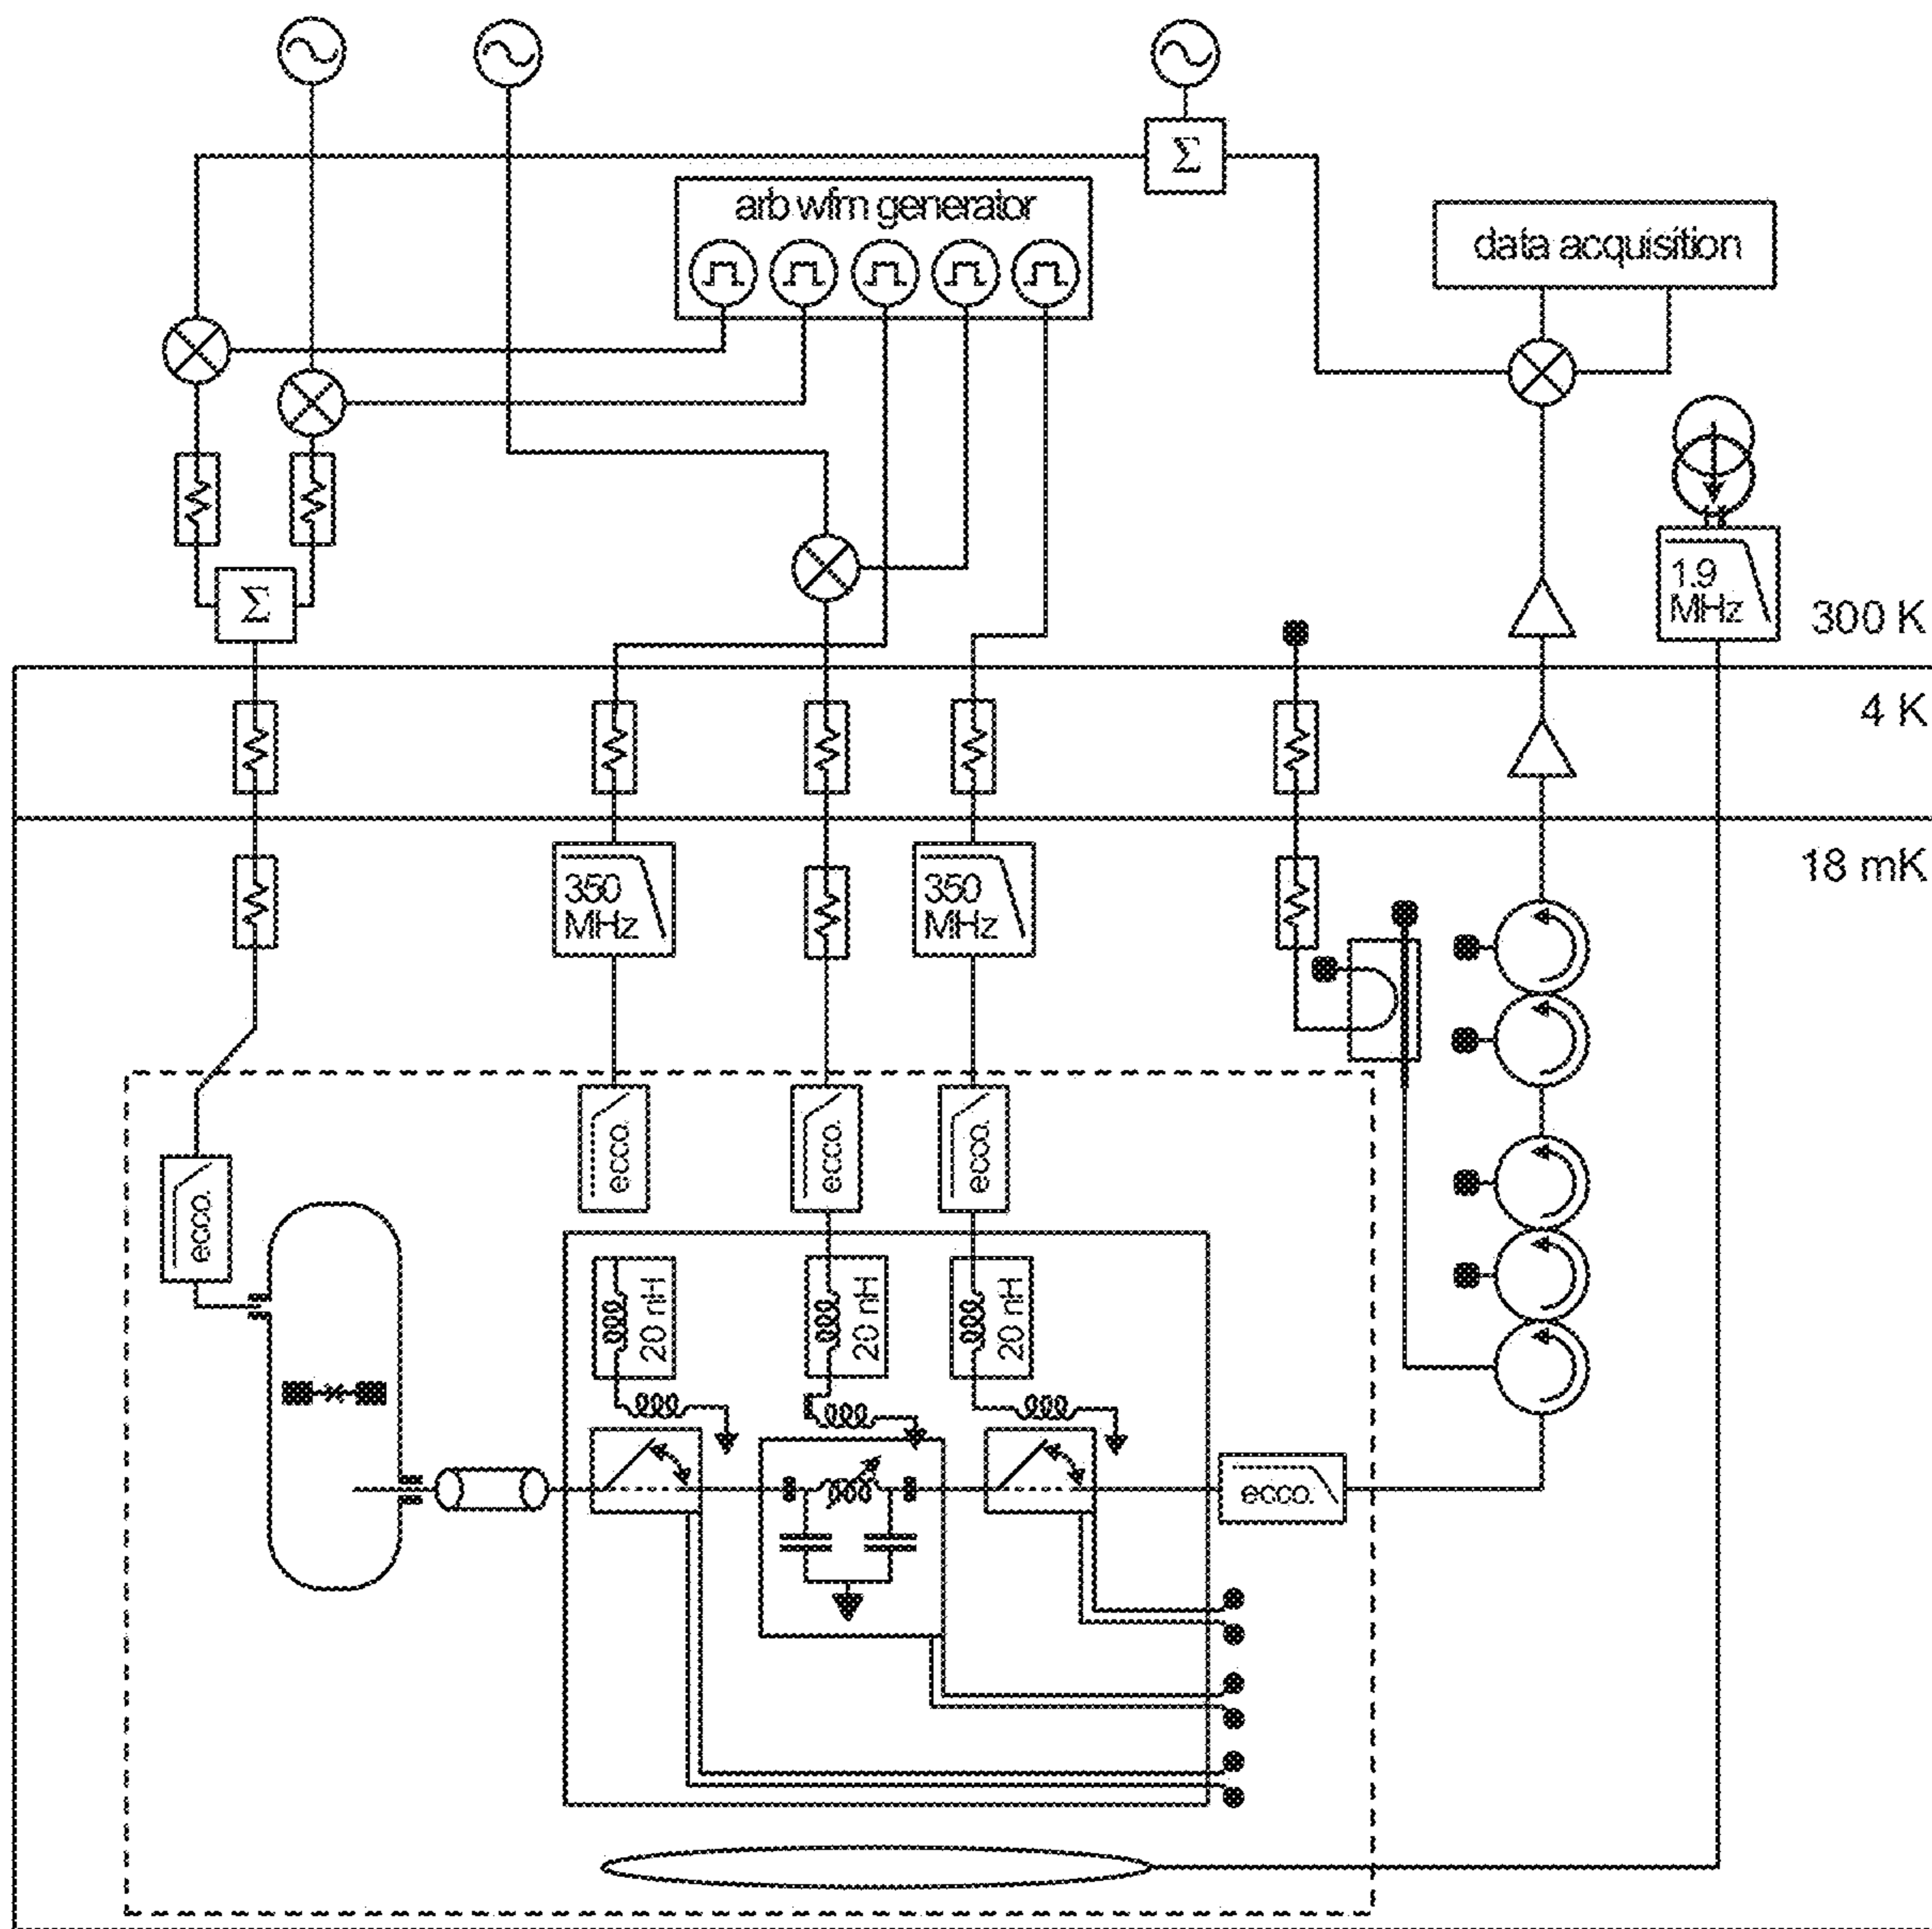 Σ
arb wfm generator
data acquisition
1.9
MHz
Σ
300 K
4 K
18 mK
350
MHz
350
MHz
ecco.
ecco.
ecco.
ecco.
20 nH
20 nH
20 nH
ecco.